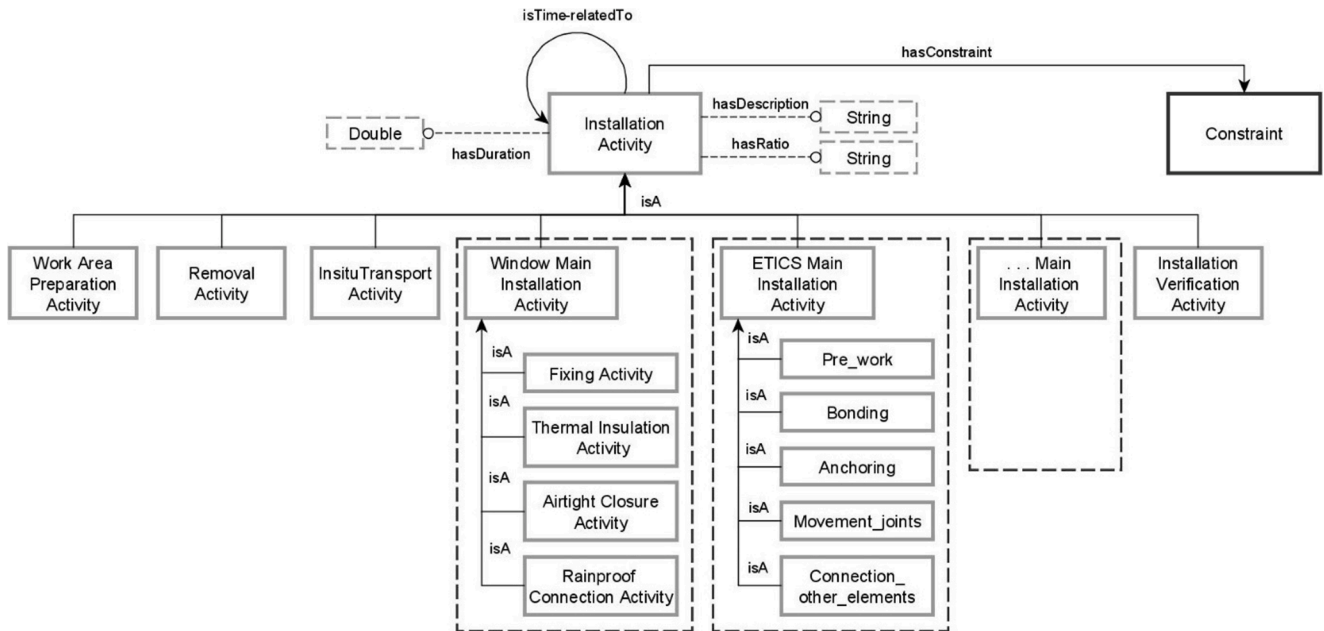 isTime-relatedTo
hasConstraint
hasDescription
String
Installation
Activity
Constraint
Double
hasDuration
hasRatio
String
isA
Work Area
Preparation
Activity
Removal
Activity
InsituTransport
Activity
Window Main
Installation
Activity
ETICS Main
Installation
Activity
. . . Main
Installation
Activity
Installation
Verification
Activity
isA
Fixing Activity
isA
Thermal Insulation
Activity
isA
Airtight Closure
Activity
isA
Rainproof
Connection Activity
isA
Pre_work
isA
Bonding
isA
Anchoring
isA
Movement_joints
isA
Connection_
other_elements